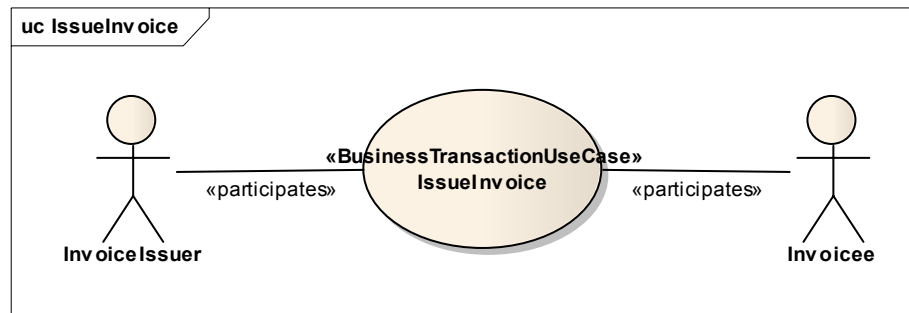 uc IssueInvoice
«BusinessTransactionUseCase»
IssueInvoice
«participates»
«participates»
InvoiceIssuer
Invoicee